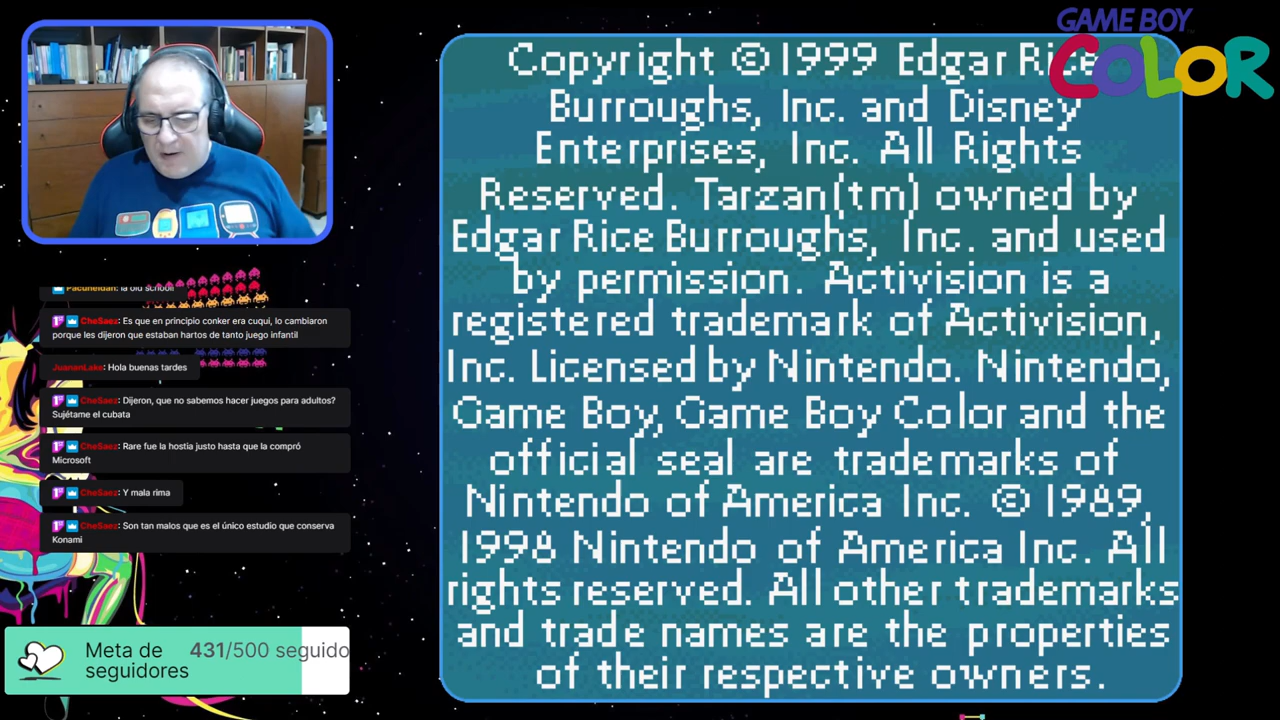 GAME BOY
COLOR
Copyright © 1999 Edgar Rice
Burroughs, Inc. and Disney
Enterprises, Inc. All Rights
Reserved. Tarzan(tm) owned by
Edgar Rice Burroughs, Inc. and used
by permission. Activision is a
registered trademark of Activision,
Inc. Licensed by Nintendo. Nintendo,
Game Boy, Game Boy Color and the
official seal are trademarks of
Nintendo of America Inc. © 1989,
1998 Nintendo of America Inc. All
rights reserved. All other trademarks
and trade names are the properties
of their respective owners.
la old school!
CheSaez: Es que en principio conker era cuqui, lo cambiaron
porque les dijeron que estaban hartos de tanto juego infantil
JuananLake: Hola buenas tardes
CheSaez: Dijeron, que no sabemos hacer juegos para adultos?
Sujétame el cubata
CheSaez: Rare fue la hostia justo hasta que la compró
Microsoft
CheSaez: Y mala rima
CheSaez: Son tan malos que es el único estudio que conserva
Konami
Meta de
seguidores
431/500 seguido